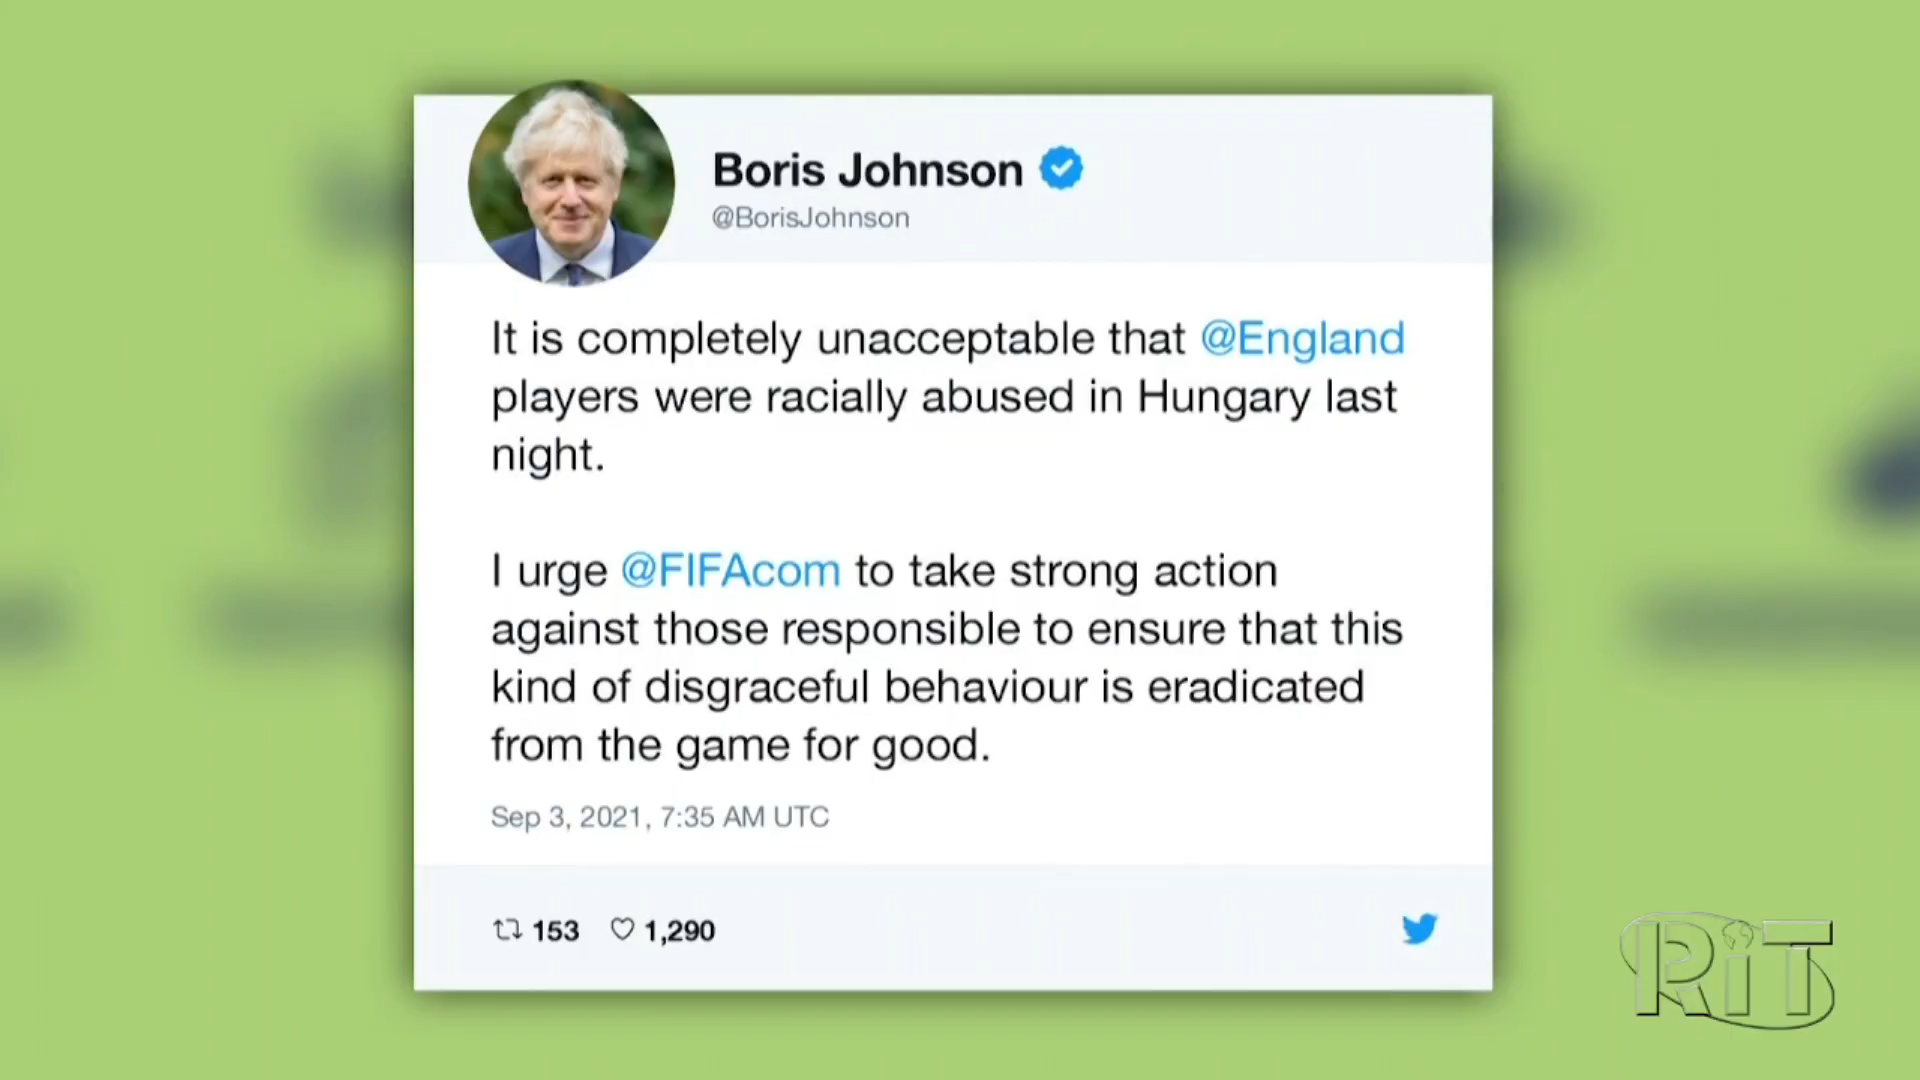 Boris Johnson
@BorisJohnson
It is completely unacceptable that @England
players were racially abused in Hungary last
night.
I urge @FIFAcom to take strong action
against those responsible to ensure that this
kind of disgraceful behaviour is eradicated
from the game for good.
Sep 3, 2021, 7:35 AM UTC
153 1,290
RiT